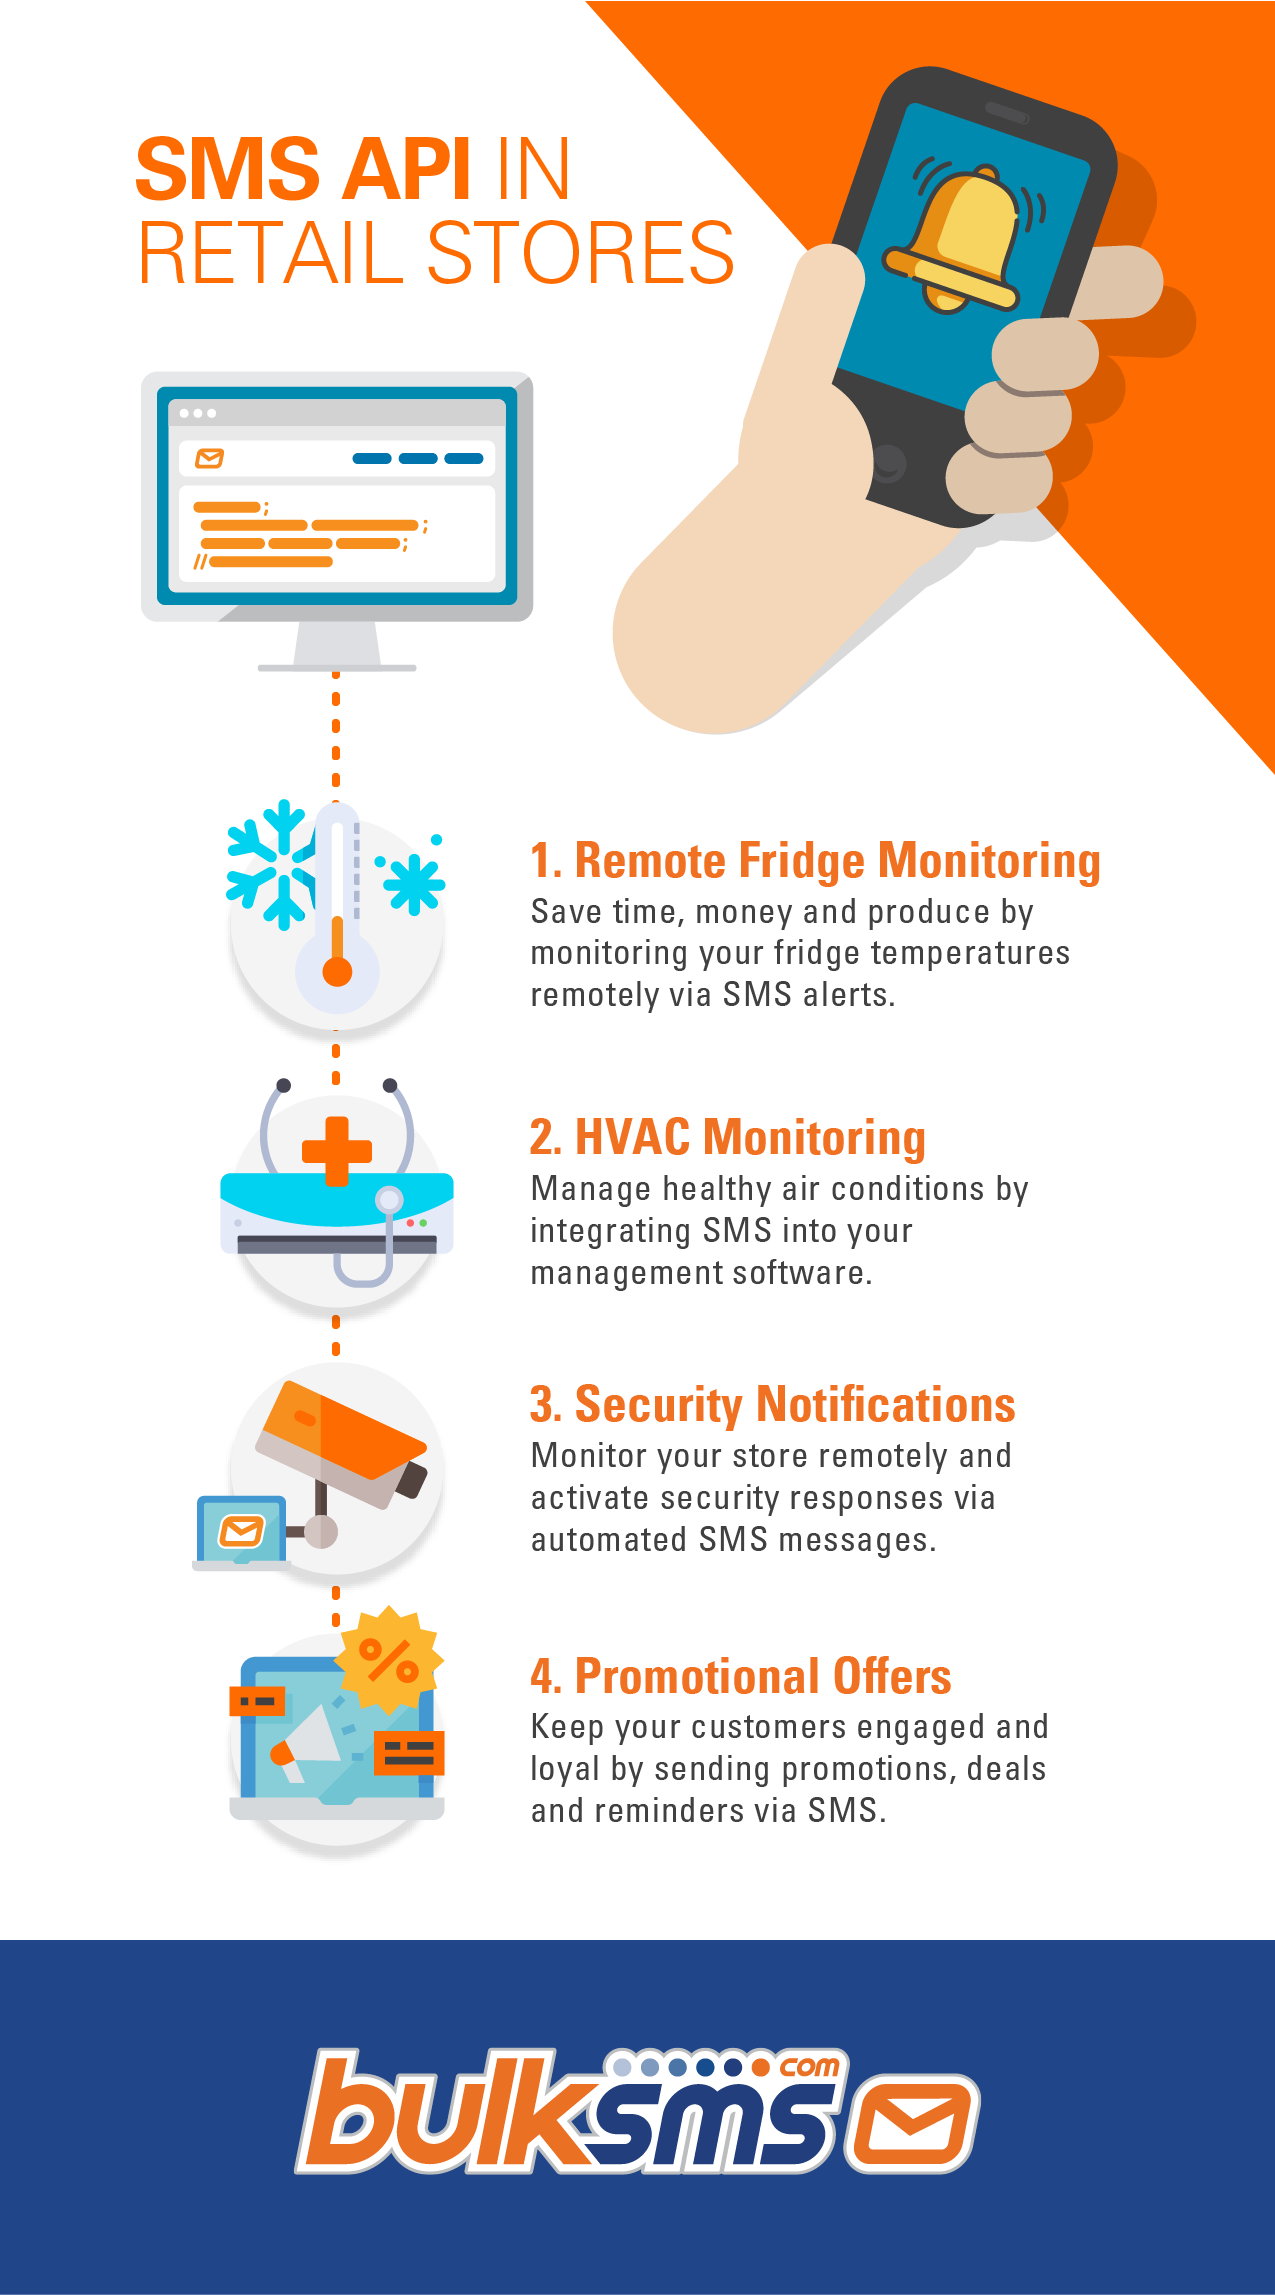 SMS API IN
RETAIL STORES
1. Remote Fridge Monitoring
Save time, money and produce by
monitoring your fridge temperatures
remotely via SMS alerts.
2. HVAC Monitoring
Manage healthy air conditions by
integrating SMS into your
management software.
3. Security Notifications
Monitor your store remotely and
activate security responses via
automated SMS messages.
4. Promotional Offers
Keep your customers engaged and
loyal by sending promotions, deals
and reminders via SMS.
bulksms.com